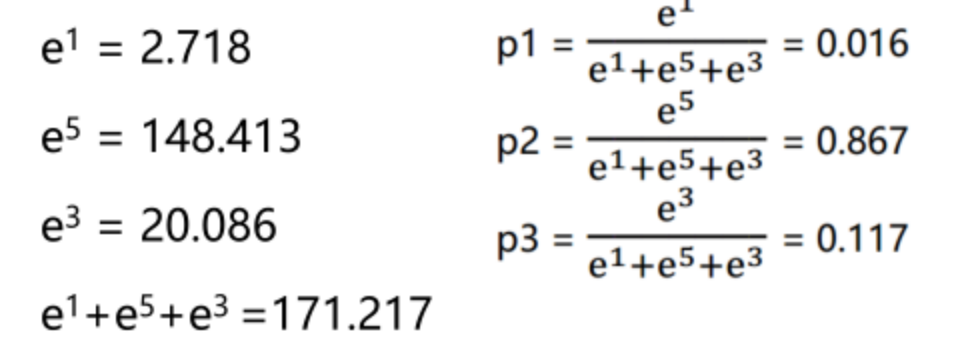 e¹ = 2.718
e⁵ = 148.413
e³ = 20.086
e¹+e⁵+e³ =171.217
p1 = e¹/(e¹+e⁵+e³) = 0.016
p2 = e⁵/(e¹+e⁵+e³) = 0.867
p3 = e³/(e¹+e⁵+e³) = 0.117